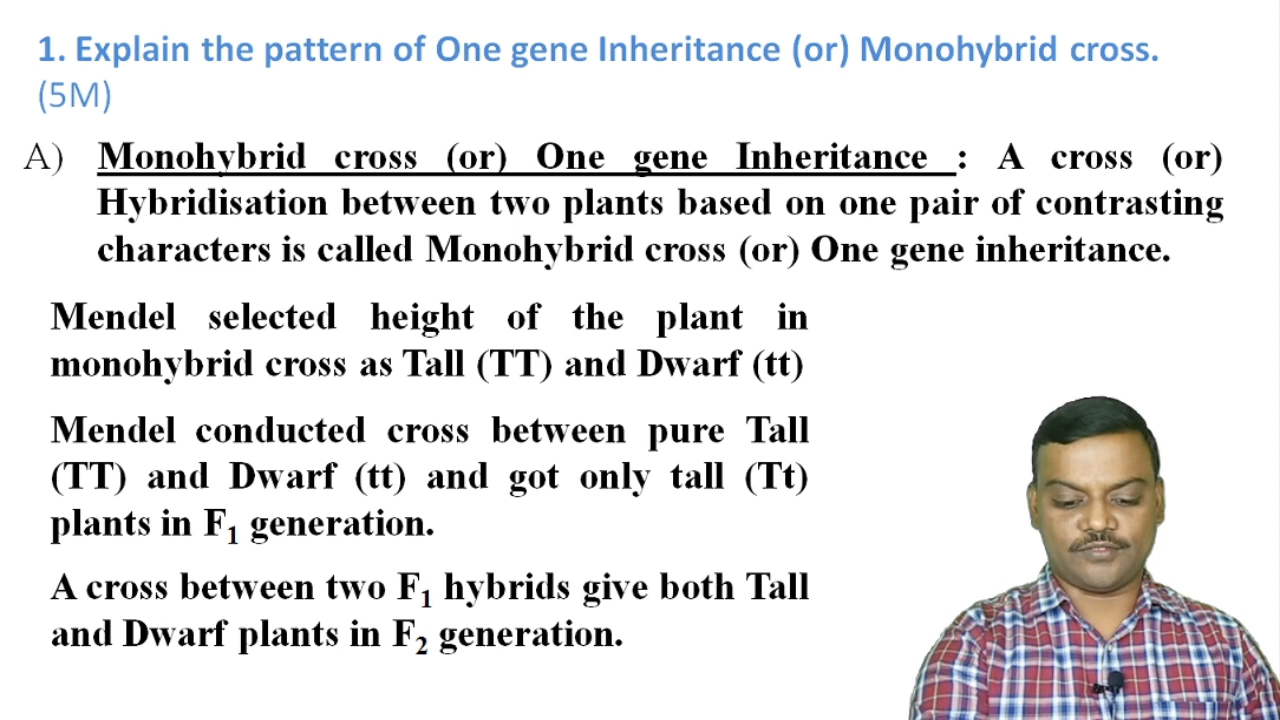 1. Explain the pattern of One gene Inheritance (or) Monohybrid cross.
(5M)
A) Monohybrid cross (or) One gene Inheritance : A cross (or)
Hybridisation between two plants based on one pair of contrasting
characters is called Monohybrid cross (or) One gene inheritance.
Mendel selected height of the plant in
monohybrid cross as Tall (TT) and Dwarf (tt)
Mendel conducted cross between pure Tall
(TT) and Dwarf (tt) and got only tall (Tt)
plants in F₁ generation.
A cross between two F₁ hybrids give both Tall
and Dwarf plants in F₂ generation.